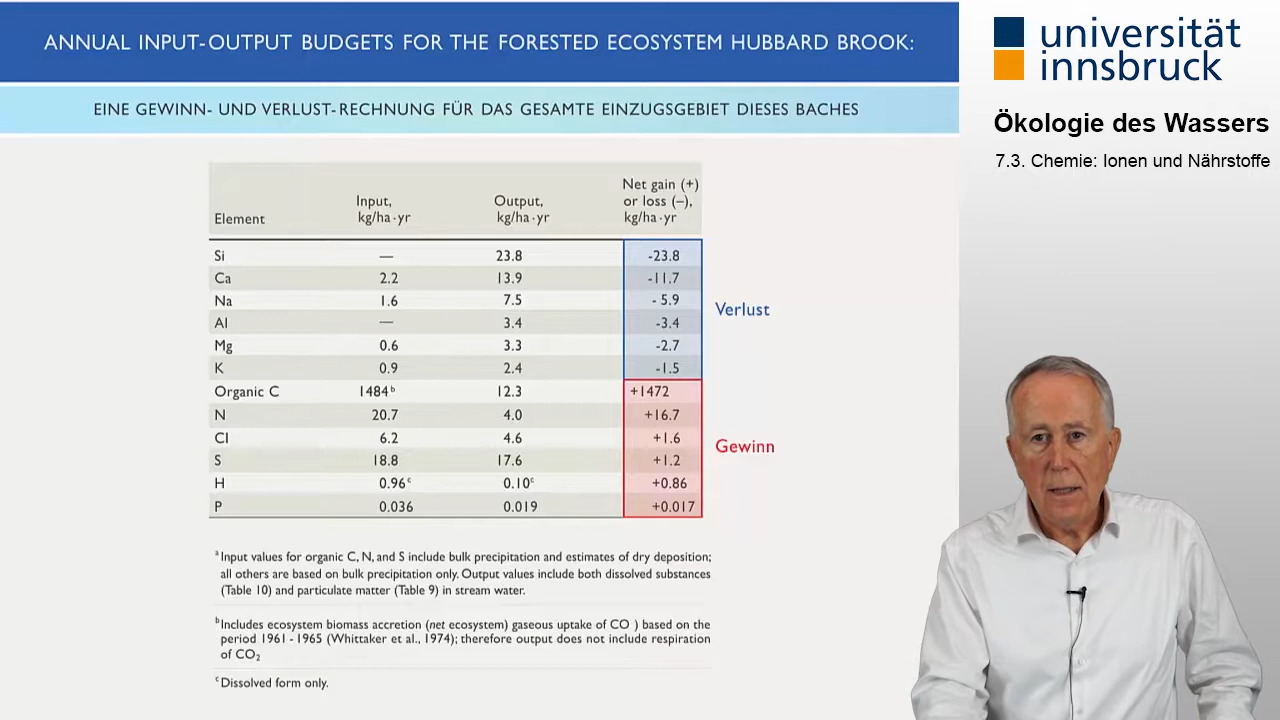 ANNUAL INPUT-OUTPUT BUDGETS FOR THE FORESTED ECOSYSTEM HUBBARD BROOK:
EINE GEWINN- UND VERLUST-RECHNUNG FÜR DAS GESAMTE EINZUGSGEBIET DIESES BACHES
universität
innsbruck
Ökologie des Wassers
7.3. Chemie: Ionen und Nährstoffe
Element Input, kg/ha·yr Output, kg/ha·yr Net gain (+) or loss (–), kg/ha·yr
Si — 23.8 -23.8
Ca 2.2 13.9 -11.7
Na 1.6 7.5 - 5.9
Al — 3.4 -3.4
Mg 0.6 3.3 -2.7
K 0.9 2.4 -1.5
Verlust
Organic C 1484ᵇ 12.3 +1472
N 20.7 4.0 +16.7
Cl 6.2 4.6 +1.6
S 18.8 17.6 +1.2
H 0.96ᶜ 0.10ᶜ +0.86
P 0.036 0.019 +0.017
Gewinn
ᵃ Input values for organic C, N, and S include bulk precipitation and estimates of dry deposition;
all others are based on bulk precipitation only. Output values include both dissolved substances
(Table 10) and particulate matter (Table 9) in stream water.
ᵇ Includes ecosystem biomass accretion (net ecosystem) gaseous uptake of CO ) based on the
period 1961 - 1965 (Whittaker et al., 1974); therefore output does not include respiration
of CO₂
ᶜ Dissolved form only.